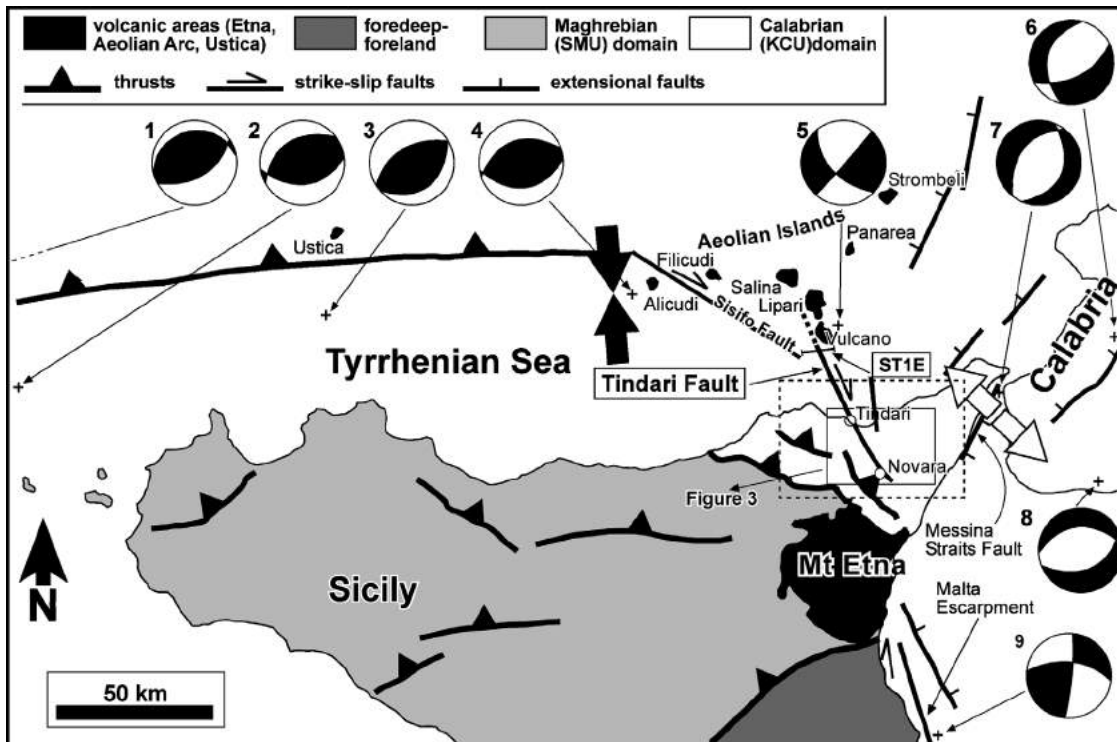 volcanic areas (Etna,
Aeolian Arc, Ustica)
foredeep-
foreland
Maghrebian
(SMU) domain
Calabrian
(KCU)domain
thrusts
strike-slip faults
extensional faults
1
2
3
4
5
6
7
Stromboli
Ustica
Aeolian Islands
Panarea
Filicudi
Salina
Alicudi
Lipari
Sisifo Fault
Vulcano
Calabria
Tyrrhenian Sea
ST1E
Tindari Fault
Tindari
Novara
Figure 3
Messina
Straits Fault
8
Mt Etna
N
Sicily
Malta
Escarpment
9
50 km